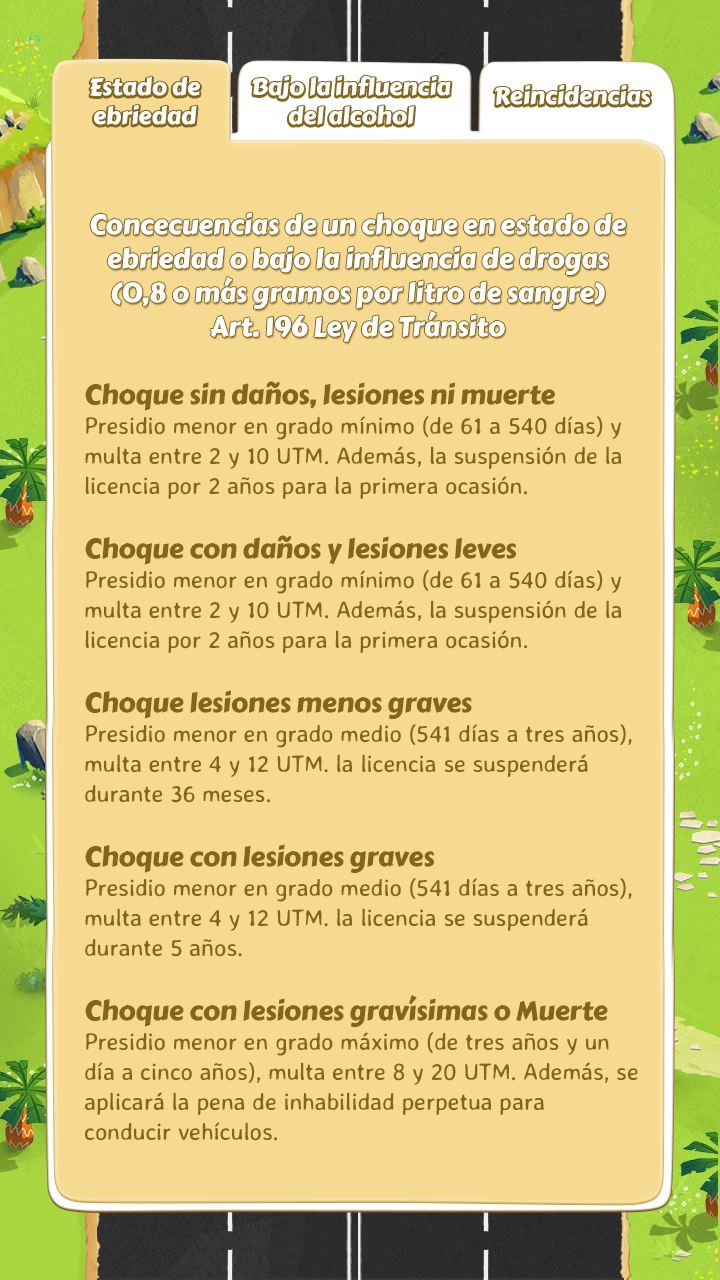 Estado de
ebriedad
Bajo la influencia
del alcohol
Reincidencias
Concecuencias de un choque en estado de
ebriedad o bajo la influencia de drogas
(0,8 o más gramos por litro de sangre)
Art. 196 Ley de Tránsito
Choque sin daños, lesiones ni muerte
Presidio menor en grado mínimo (de 61 a 540 días) y
multa entre 2 y 10 UTM. Además, la suspensión de la
licencia por 2 años para la primera ocasión.
Choque con daños y lesiones leves
Presidio menor en grado mínimo (de 61 a 540 días) y
multa entre 2 y 10 UTM. Además, la suspensión de la
licencia por 2 años para la primera ocasión.
Choque lesiones menos graves
Presidio menor en grado medio (541 días a tres años),
multa entre 4 y 12 UTM. la licencia se suspenderá
durante 36 meses.
Choque con lesiones graves
Presidio menor en grado medio (541 días a tres años),
multa entre 4 y 12 UTM. la licencia se suspenderá
durante 5 años.
Choque con lesiones gravísimas o Muerte
Presidio menor en grado máximo (de tres años y un
día a cinco años), multa entre 8 y 20 UTM. Además, se
aplicará la pena de inhabilidad perpetua para
conducir vehículos.